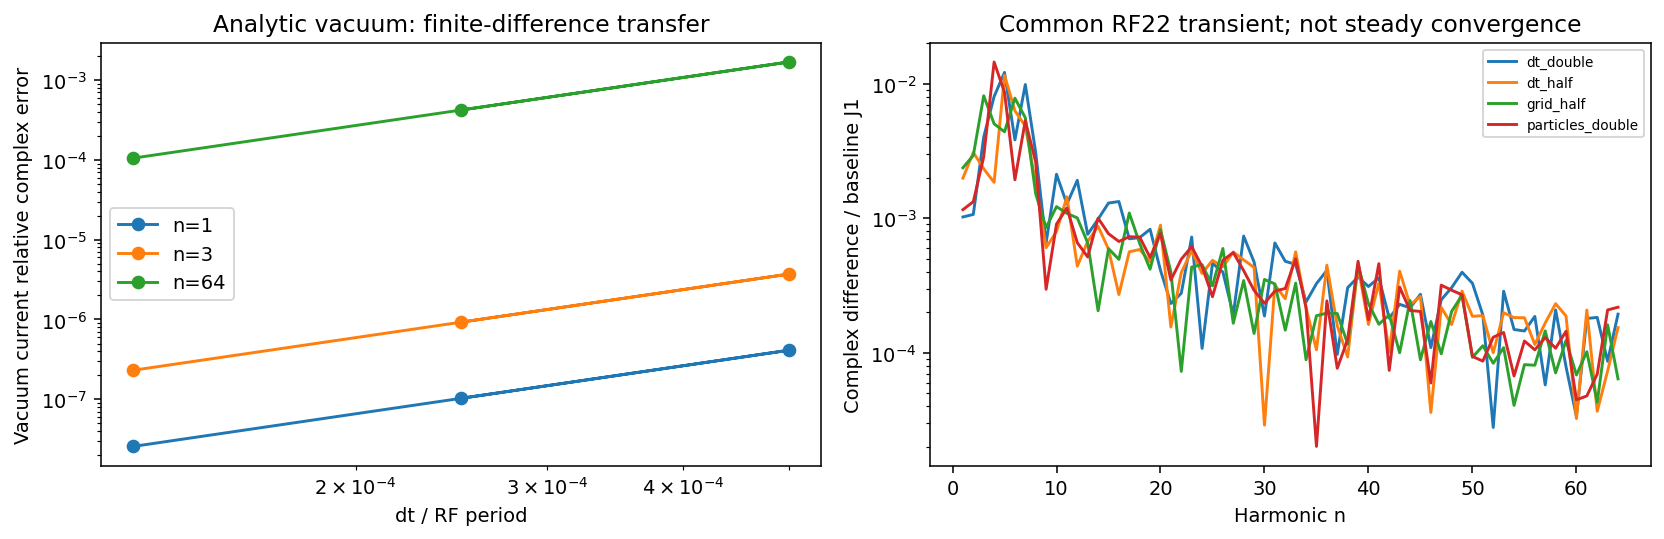 Analytic vacuum: finite-difference transfer
Vacuum current relative complex error
10⁻³
10⁻⁴
10⁻⁵
10⁻⁶
10⁻⁷
n=1
n=3
n=64
2 × 10⁻⁴
3 × 10⁻⁴
4 × 10⁻⁴
dt / RF period
Common RF22 transient; not steady convergence
Complex difference / baseline J1
10⁻²
10⁻³
10⁻⁴
dt_double
dt_half
grid_half
particles_double
0
10
20
30
40
50
60
Harmonic n